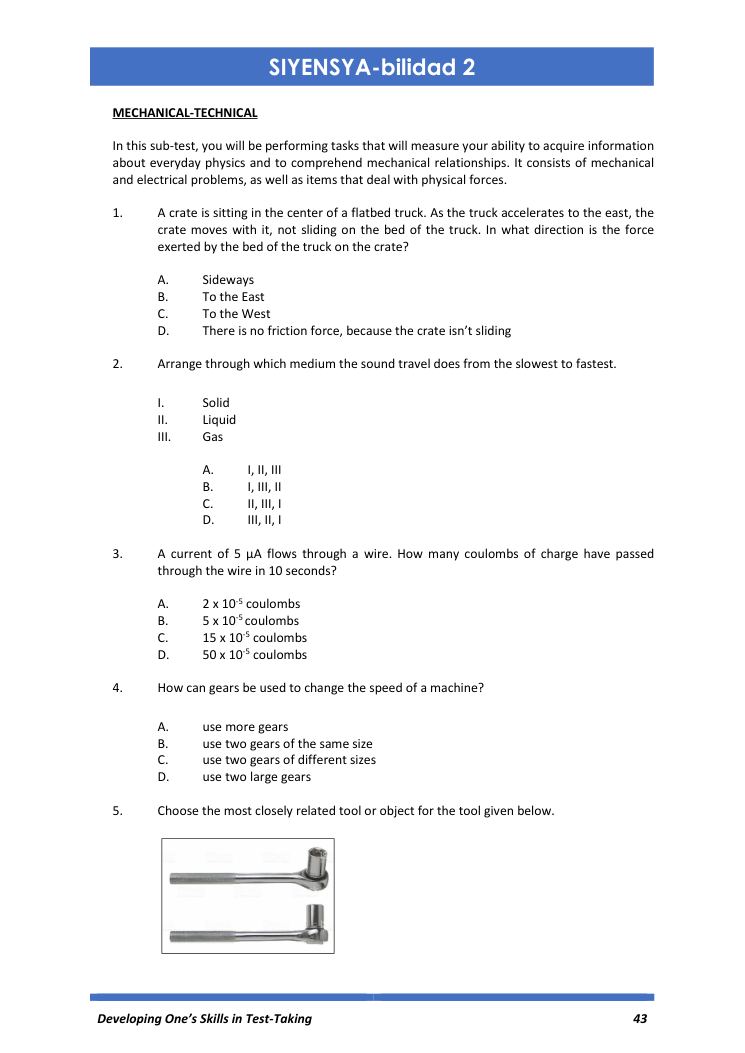 SIYENSYA-bilidad 2
MECHANICAL-TECHNICAL
In this sub-test, you will be performing tasks that will measure your ability to acquire information
about everyday physics and to comprehend mechanical relationships. It consists of mechanical
and electrical problems, as well as items that deal with physical forces.
1. A crate is sitting in the center of a flatbed truck. As the truck accelerates to the east, the
crate moves with it, not sliding on the bed of the truck. In what direction is the force
exerted by the bed of the truck on the crate?
A. Sideways
B. To the East
C. To the West
D. There is no friction force, because the crate isn't sliding
2. Arrange through which medium the sound travel does from the slowest to fastest.
I. Solid
II. Liquid
III. Gas
A. I, II, III
B. I, III, II
C. II, III, I
D. III, II, I
3. A current of 5 µA flows through a wire. How many coulombs of charge have passed
through the wire in 10 seconds?
A. 2 x 10⁻⁵ coulombs
B. 5 x 10⁻⁵ coulombs
C. 15 x 10⁻⁵ coulombs
D. 50 x 10⁻⁵ coulombs
4. How can gears be used to change the speed of a machine?
A. use more gears
B. use two gears of the same size
C. use two gears of different sizes
D. use two large gears
5. Choose the most closely related tool or object for the tool given below.
Developing One's Skills in Test-Taking 43